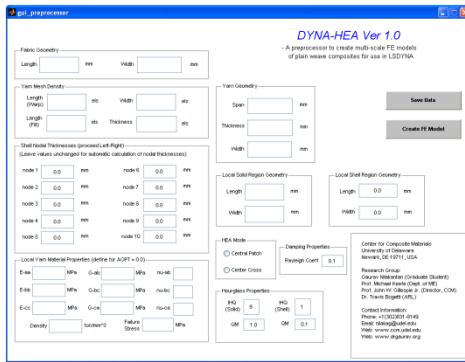 gui_preprocessor
DYNA-HEA Ver 1.0
- A preprocessor to create multi-scale FE models
of plain weave composites for use in LSDYNA
Fabric Geometry
Length mm Width mm
Yarn Mesh Density
Length (Warp) els Width els
Length (Fill) els Thickness els
Yarn Geometry
Span mm
Thickness mm
Width mm
Save Data
Create FE Model
Shell Nodal Thicknesses (proceed Left-Right)
(Leave values unchanged for automatic calculation of nodal thicknesses)
node 1 0.0 mm node 6 0.0 mm
node 2 0.0 mm node 7 0.0 mm
node 3 0.0 mm node 8 0.0 mm
node 4 0.0 mm node 9 0.0 mm
node 5 0.0 mm node 10 0.0 mm
Local Solid Region Geometry
Length mm
Width mm
Local Shell Region Geometry
Length 0.0 mm
Width 0.0 mm
Local Yarn Material Properties (define for AOPT = 0.0)
E-aa MPa G-ab MPa nu-ab
E-bb MPa G-bc MPa nu-bc
E-cc MPa G-ca MPa nu-ca
Density ton/mm^3 Failure Stress MPa
HEA Mode
Central Patch
Center Cross
Damping Properties
Rayleigh Coeff 0.1
Hourglass Properties
IHQ (Solid) 6 IHQ (Shell) 1
QM 1.0 QM 0.1
Center for Composite Materials
University of Delaware
Newark, DE 19711, USA
Research Group:
Gaurav Nilakantan (Graduate Student)
Prof. Michael Keefe (Dept. of ME)
Prof. John W. Gillespie Jr. (Director, CCM)
Dr. Travis Bogetti (ARL)
Contact Information:
Phone: +1(302)831-8149
Email: nilakng@udel.edu
Web: www.ccm.udel.edu
Web: www.drgaurav.org